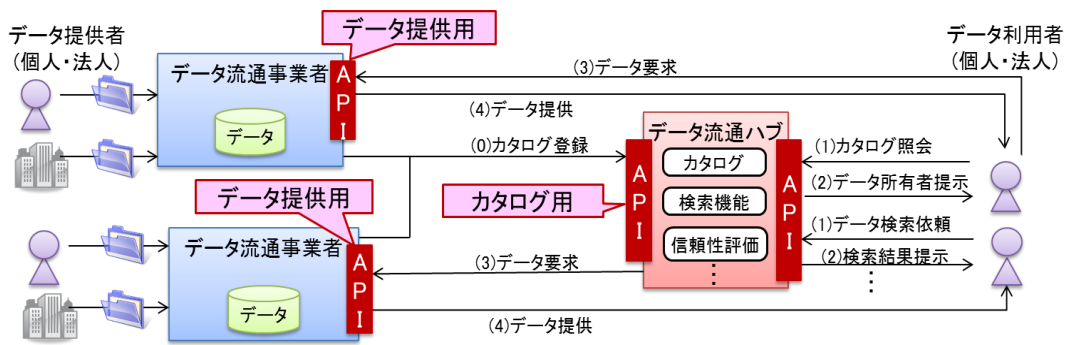 データ提供者
(個人・法人)
データ提供用
データ流通事業者
API
データ
(3)データ要求
(4)データ提供
データ利用者
(個人・法人)
(0)カタログ登録
データ流通ハブ
カタログ
検索機能
信頼性評価
⋮
API
API
カタログ用
(1)カタログ照会
(2)データ所有者提示
(1)データ検索依頼
(2)検索結果提示
⋮
データ提供用
データ流通事業者
API
データ
(3)データ要求
(4)データ提供